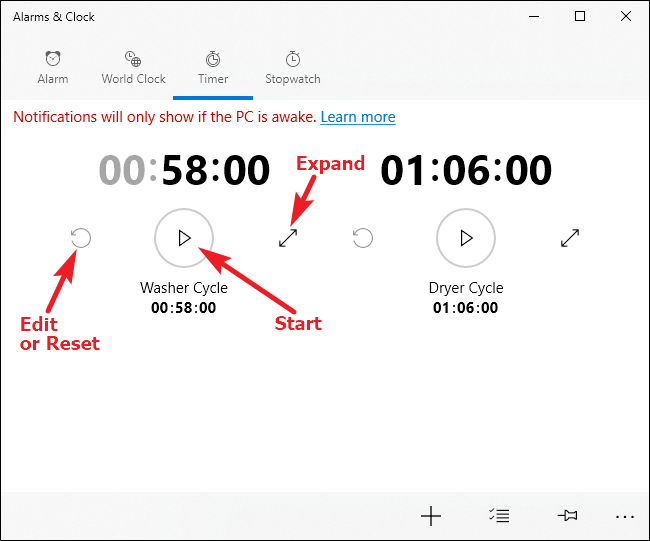 Alarms & Clock
Alarm World Clock Timer Stopwatch
Notifications will only show if the PC is awake. Learn more
Expand
00:58:00 01:06:00
Washer Cycle Dryer Cycle
00:58:00 01:06:00
Edit
or Reset
Start